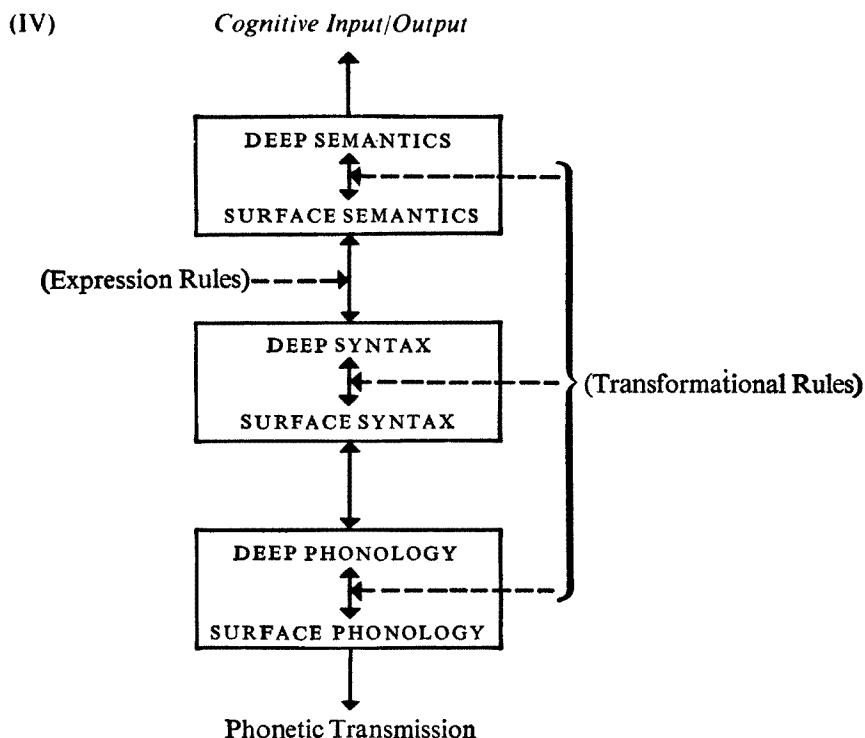 (IV) Cognitive Input/Output
DEEP SEMANTICS
SURFACE SEMANTICS
(Expression Rules)
DEEP SYNTAX
(Transformational Rules)
SURFACE SYNTAX
DEEP PHONOLOGY
SURFACE PHONOLOGY
Phonetic Transmission